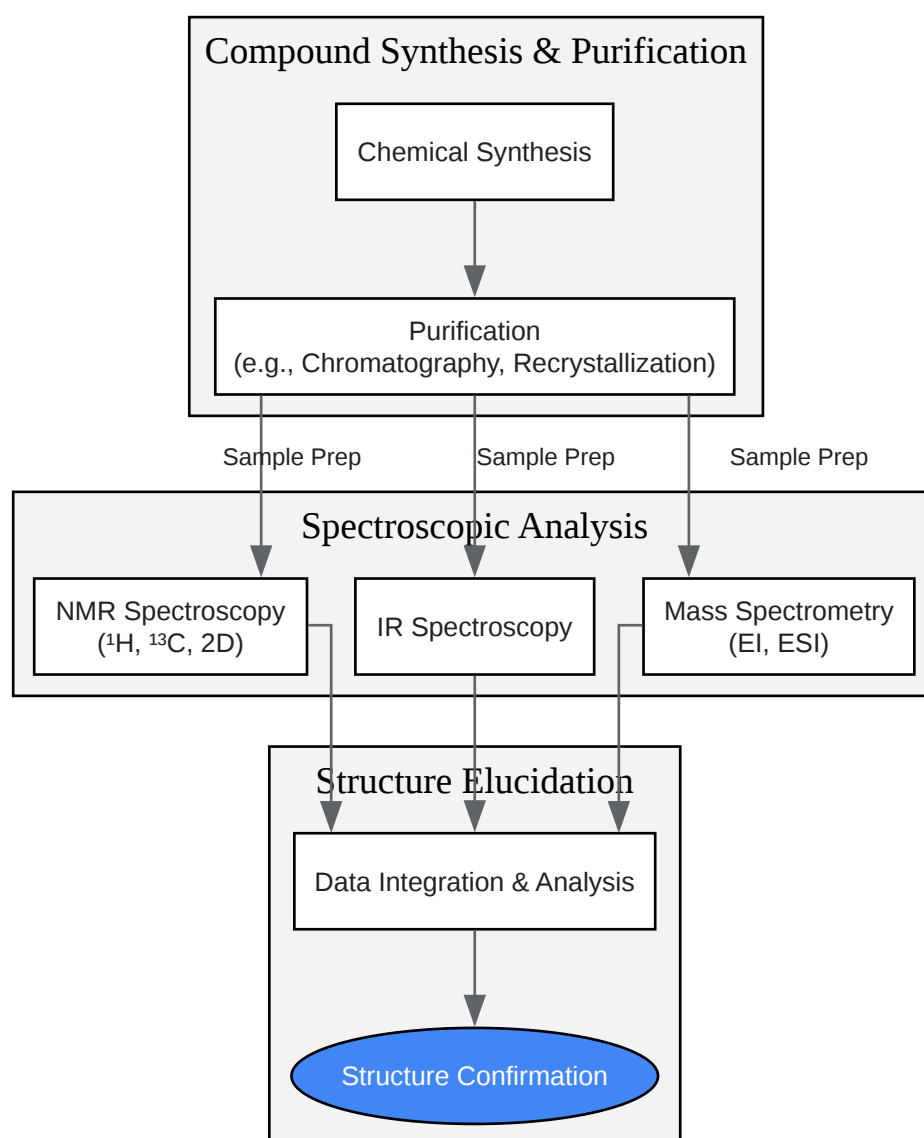 Compound Synthesis & Purification
Chemical Synthesis
Purification
(e.g., Chromatography, Recrystallization)
Sample Prep
Sample Prep
Sample Prep
Spectroscopic Analysis
NMR Spectroscopy
(¹H, ¹³C, 2D)
IR Spectroscopy
Mass Spectrometry
(EI, ESI)
Structure Elucidation
Data Integration & Analysis
Structure Confirmation